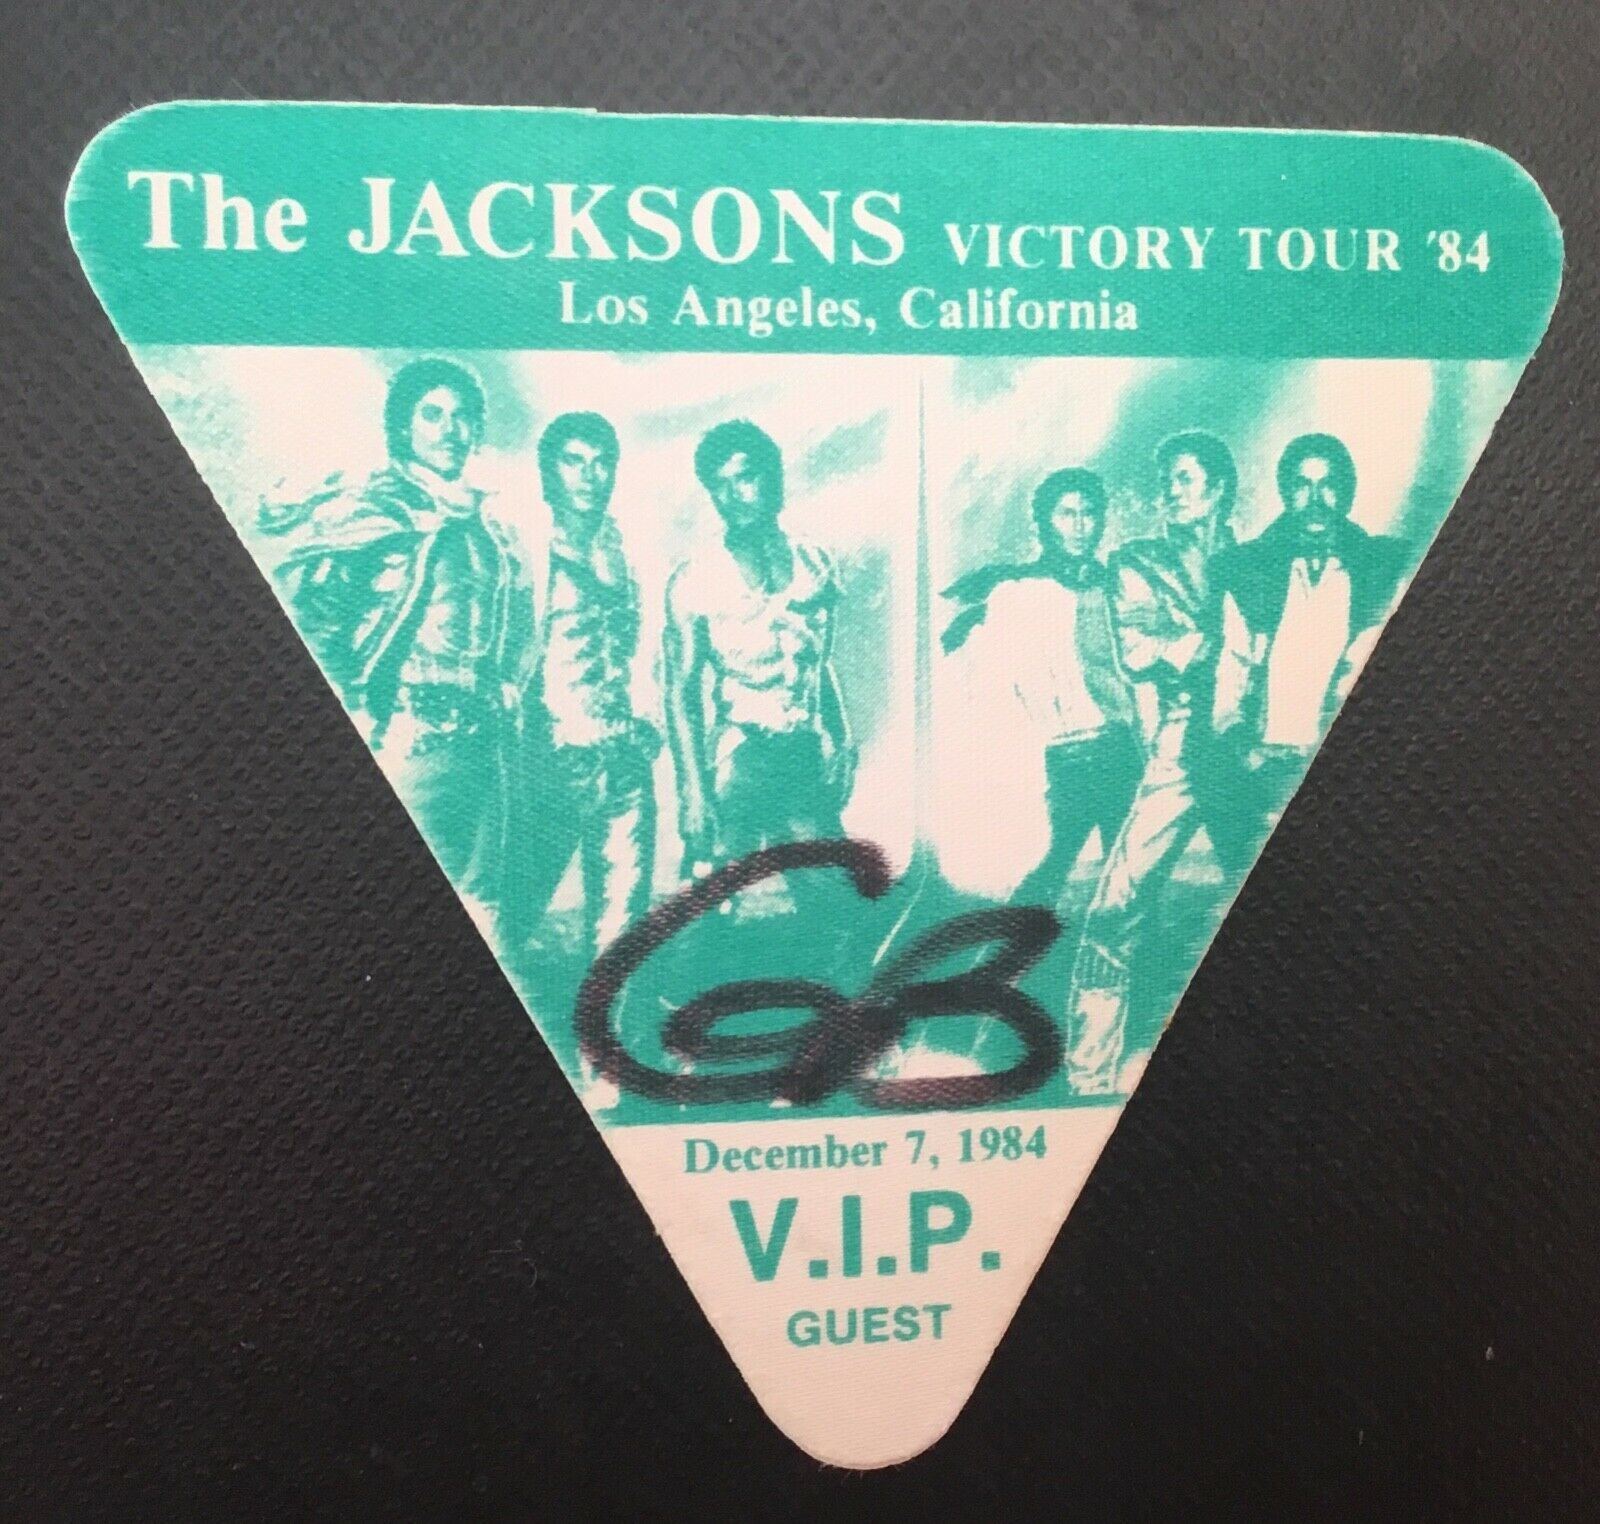 The JACKSONS VICTORY TOUR '84
Los Angeles, California
GB
December 7, 1984
V.I.P.
GUEST